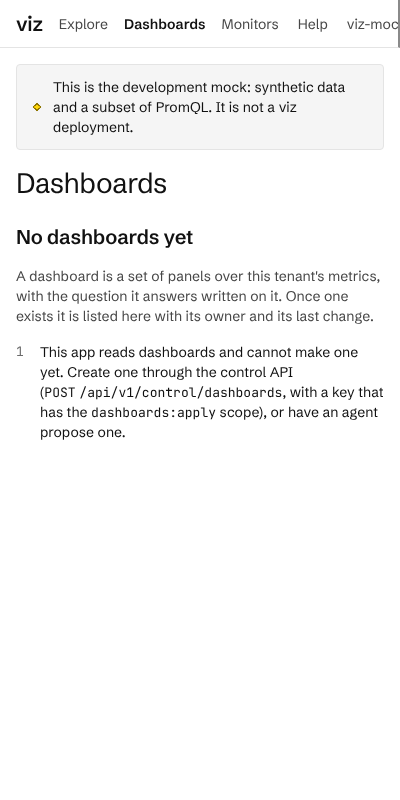 viz Explore Dashboards Monitors Help viz-moc
This is the development mock: synthetic data
and a subset of PromQL. It is not a viz
deployment.
Dashboards
No dashboards yet
A dashboard is a set of panels over this tenant's metrics,
with the question it answers written on it. Once one
exists it is listed here with its owner and its last change.
1 This app reads dashboards and cannot make one
yet. Create one through the control API
(POST /api/v1/control/dashboards, with a key that
has the dashboards:apply scope), or have an agent
propose one.